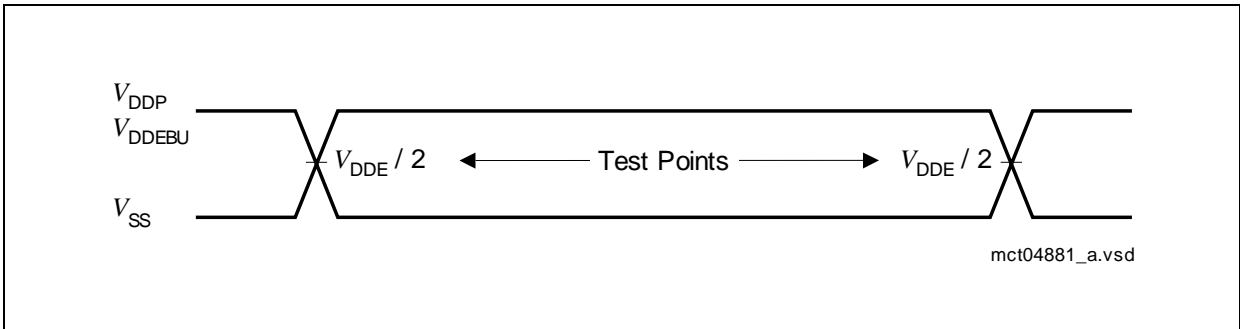 VDDP
VDDEBU
VDDE / 2 Test Points VDDE / 2
VSS
mct04881_a.vsd